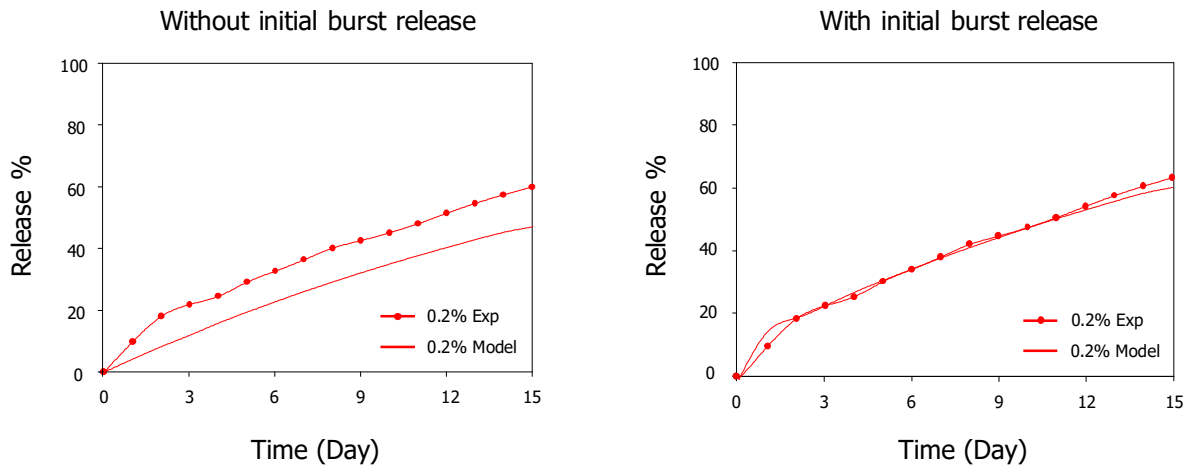 Without initial burst release
100
80
60
40
20
0
0 3 6 9 12 15
Release %
Time (Day)
0.2% Exp
0.2% Model
With initial burst release
100
80
60
40
20
0
0 3 6 9 12 15
Release %
Time (Day)
0.2% Exp
0.2% Model